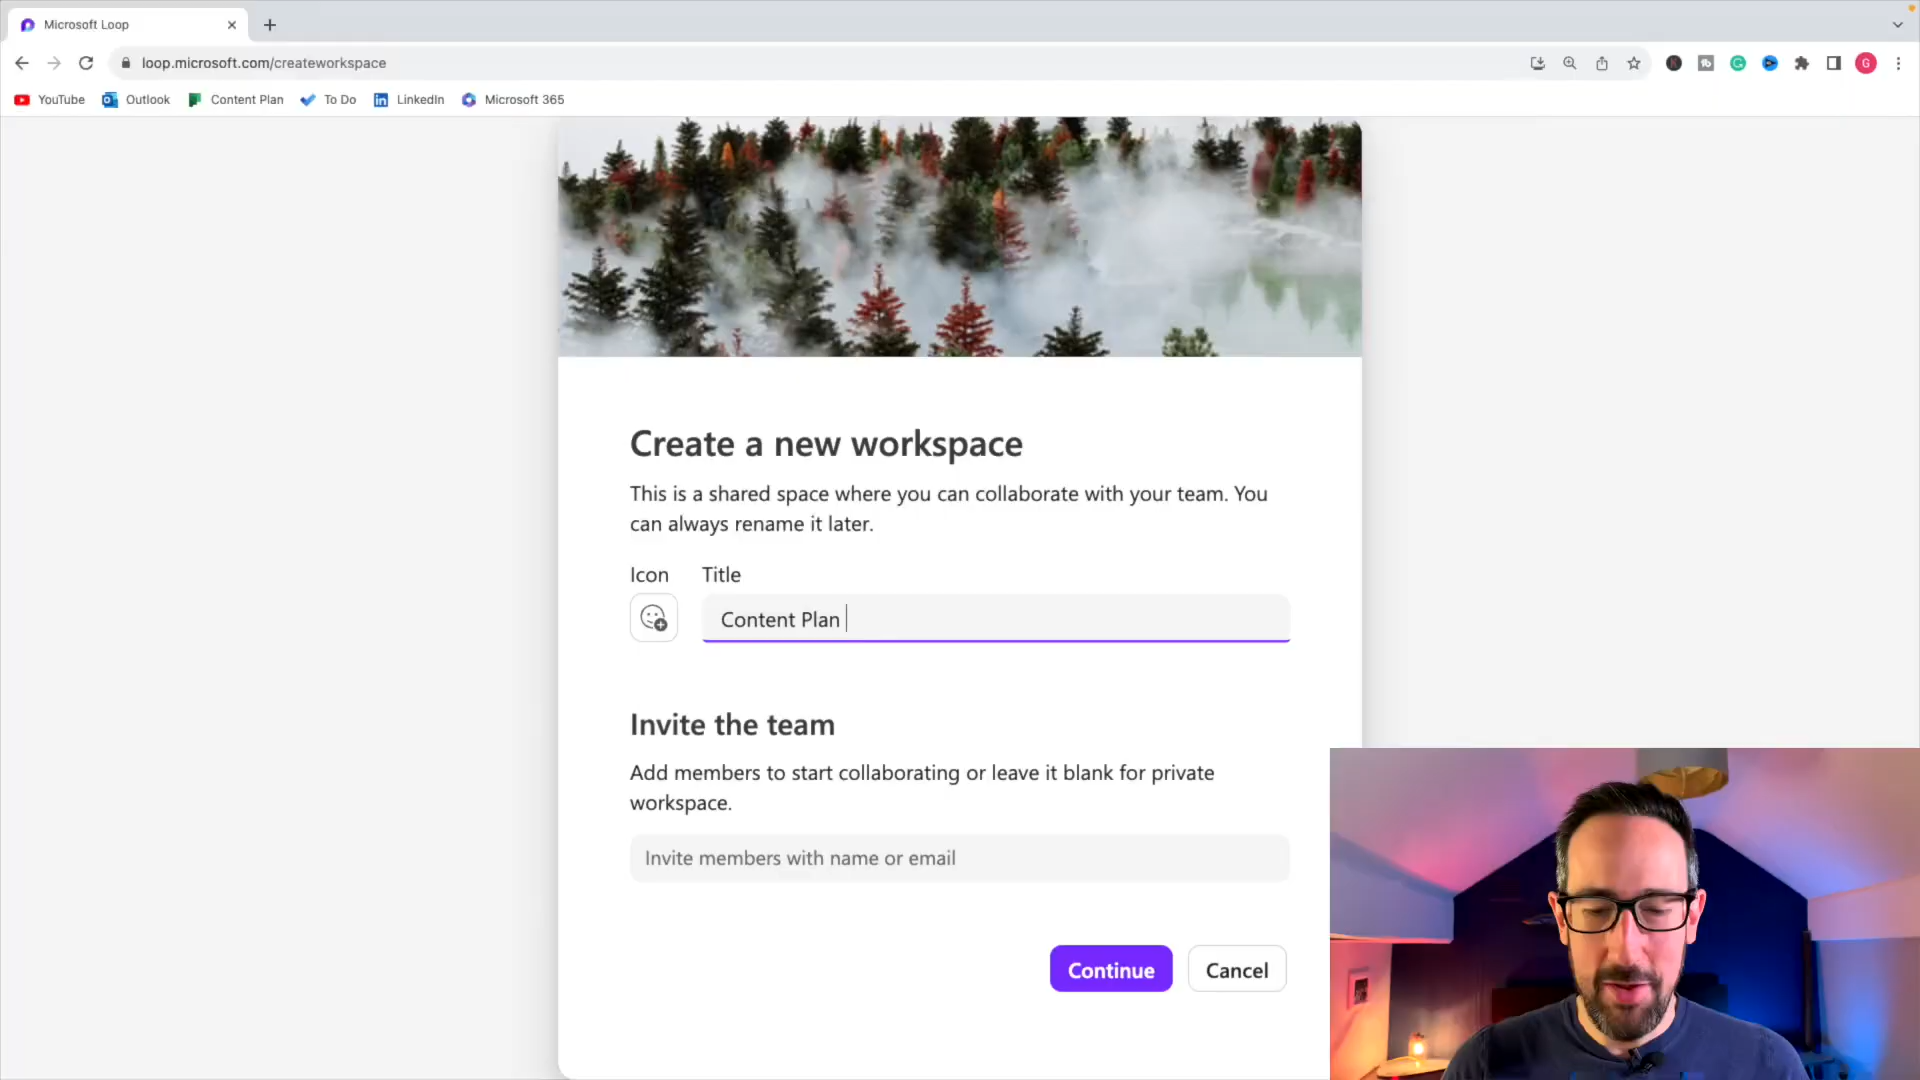 Microsoft Loop
loop.microsoft.com/createworkspace
G
YouTube Outlook Content Plan To Do LinkedIn Microsoft 365
Create a new workspace
This is a shared space where you can collaborate with your team. You
can always rename it later.
Icon Title
Content Plan
Invite the team
Add members to start collaborating or leave it blank for private
workspace.
Invite members with name or email
Continue Cancel